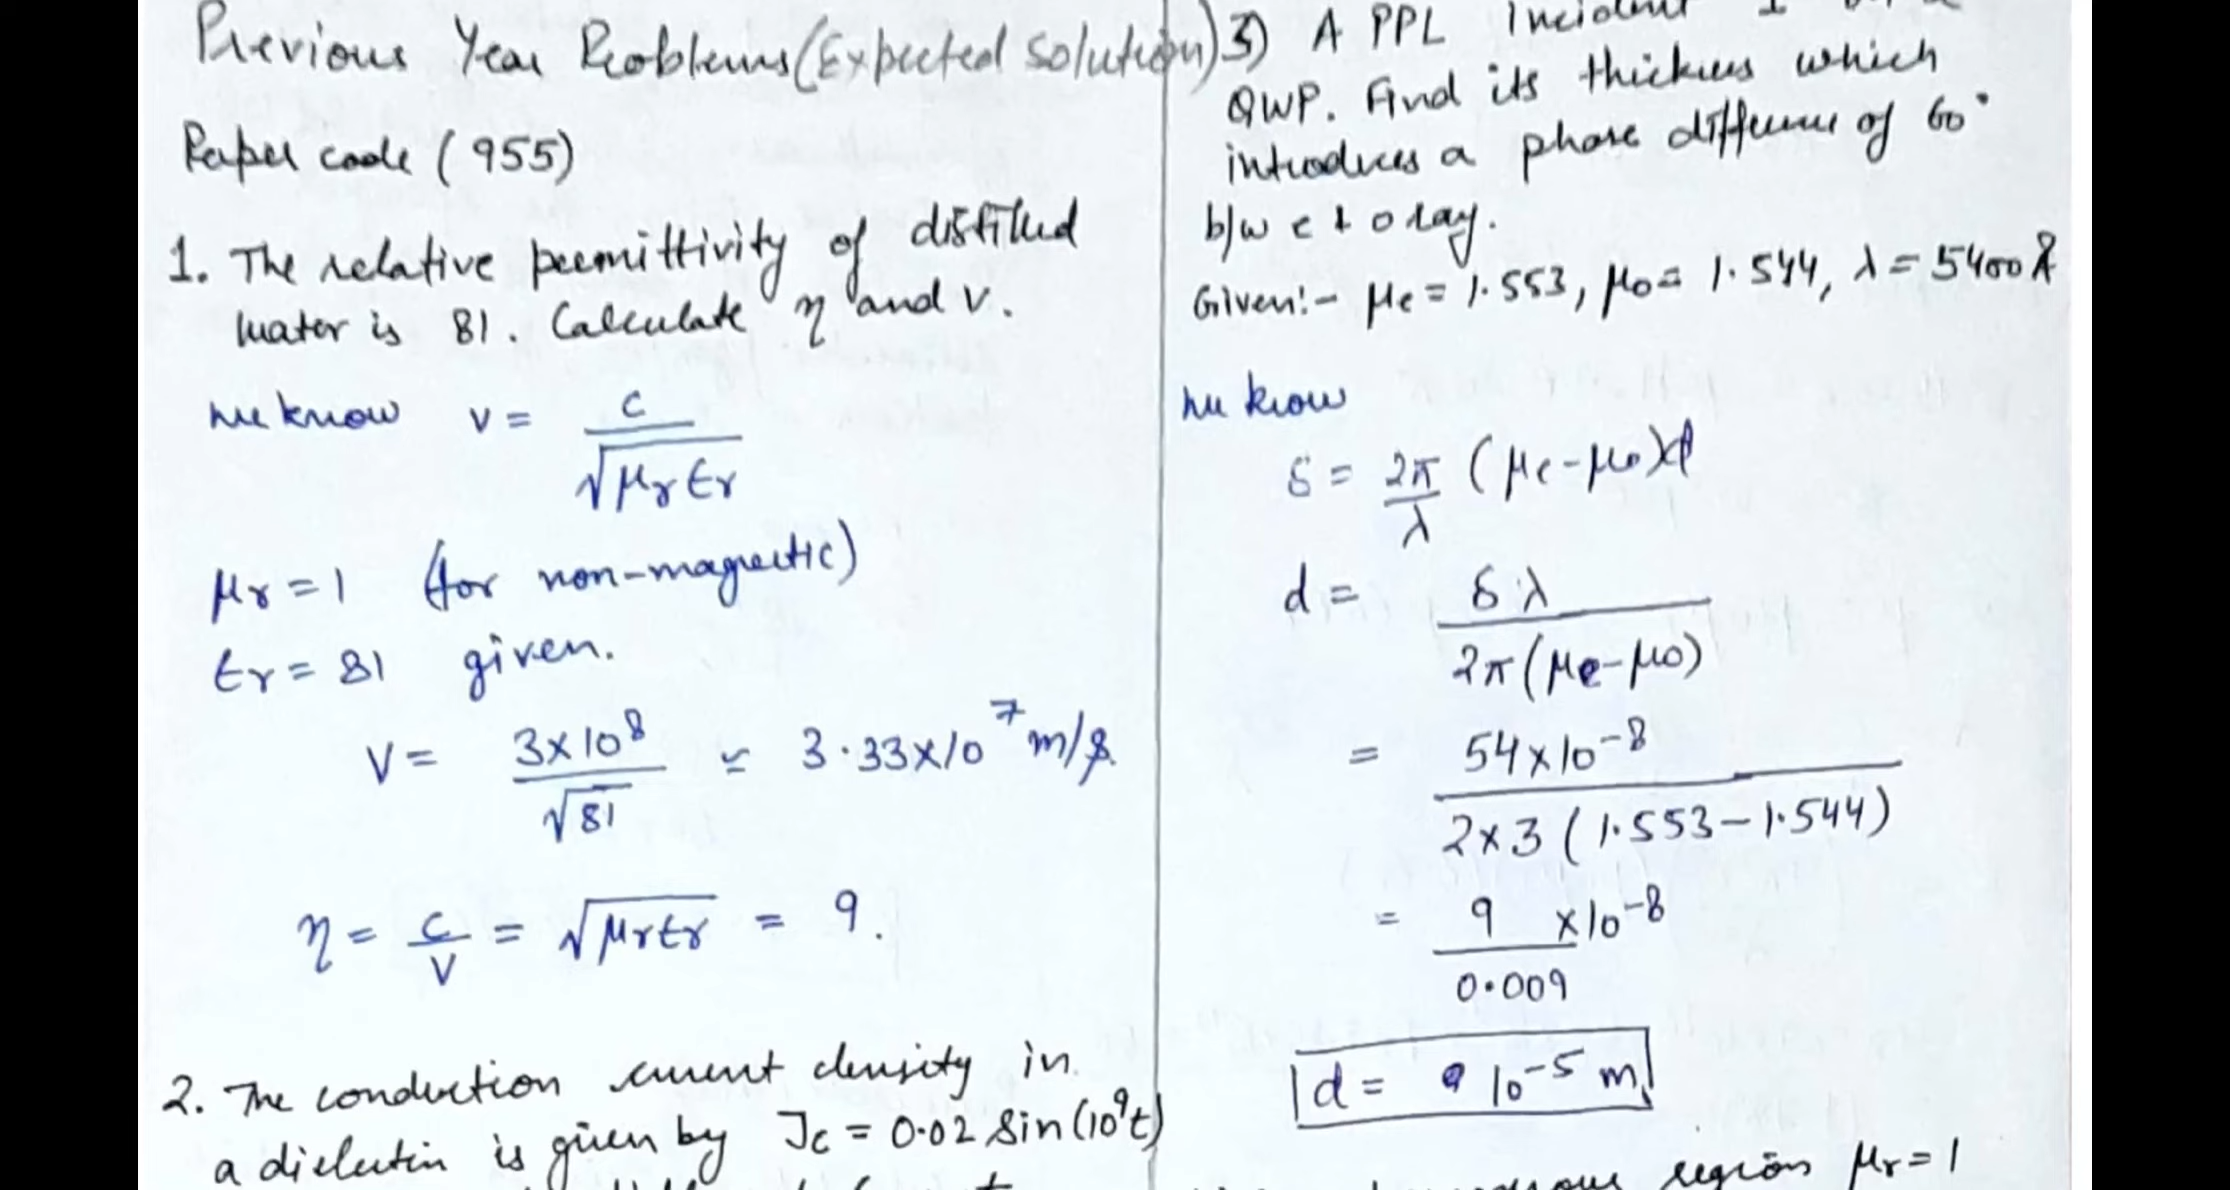 Previous Year Problems (Expected Solution)
Paper code (955)
1. The relative permittivity of distilled
water is 81. Calculate η and v.
we know v = c / √μr εr
μr = 1 (for non-magnetic)
εr = 81 given.
V = 3×10⁸ / √81 ≃ 3.33×10⁷ m/s.
η = c/v = √μr εr = 9.
2. The conduction current density in
a dielectric is given by Jc = 0.02 Sin(10⁹t)
3) A PPL incident
QWP. Find its thickness which
introduces a phase difference of 60°
b/w e & o ray.
Given:- μe = 1.553, μo = 1.544, λ = 5400Å
we know
δ = 2π/λ (μe-μo)d
d = δλ / 2π(μe-μo)
= 54×10⁻⁸ / 2×3(1.553-1.544)
= 9 / 0.009 ×10⁻⁸
d = 10⁻⁵ m
region μr = 1